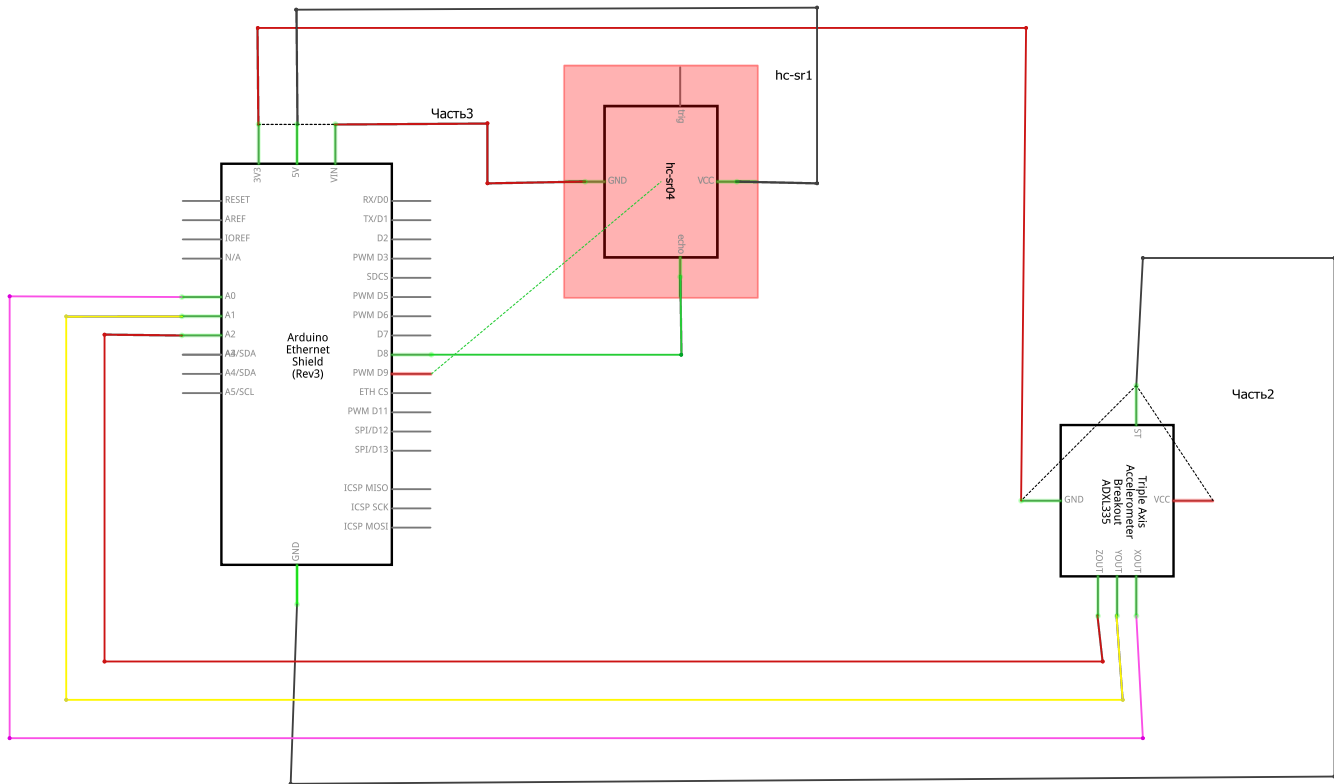 hc-sr1
Часть3
trig
hc-sr04
GND
VCC
echo
3V3
5V
VIN
RESET
AREF
IOREF
N/A
A0
A1
A2
A4/SDA
A5/SCL
RX/D0
TX/D1
D2
PWM D3
SDCS
PWM D5
PWM D6
D7
D8
PWM D9
ETH CS
PWM D11
SPI/D12
SPI/D13
ICSP MISO
ICSP SCK
ICSP MOSI
GND
Arduino
Ethernet
Shield
(Rev3)
Часть2
ST
GND
VCC
Triple Axis
Accelerometer
Breakout
ADXL335
ZOUT
YOUT
XOUT